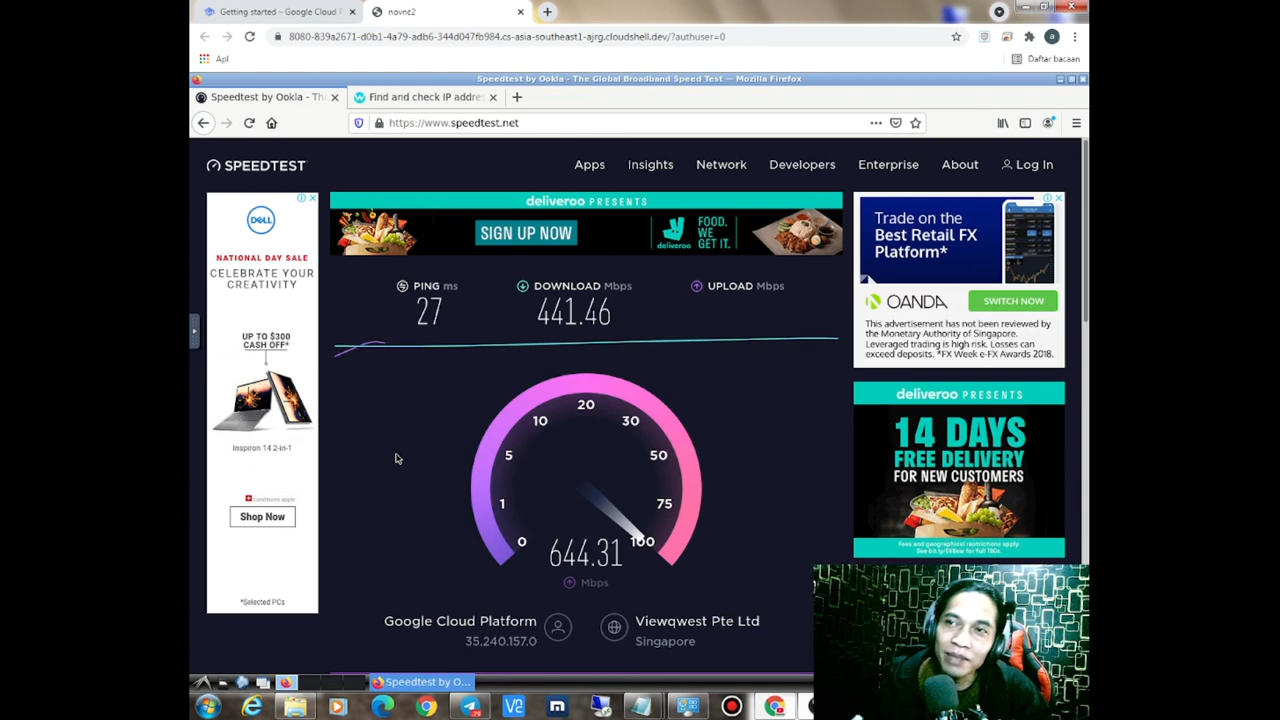 Getting started – Google Cloud P
novnc2
8080-839a2671-d0b1-4a79-adb6-344d047fb984.cs-asia-southeast1-ajrg.cloudshell.dev/?authuser=0
a
Apl
Daftar bacaan
Speedtest by Ookla - The Global Broadband Speed Test — Mozilla Firefox
Speedtest by Ookla - Th
Find and check IP addre
https://www.speedtest.net
SPEEDTEST
Apps
Insights
Network
Developers
Enterprise
About
Log In
DELL
NATIONAL DAY SALE
CELEBRATE YOUR
CREATIVITY
UP TO $300
CASH OFF*
Inspiron 14 2-in-1
Conditions apply
Shop Now
*Selected PCs
deliveroo PRESENTS
SIGN UP NOW
deliveroo
FOOD.
WE
GET IT.
Trade on the
Best Retail FX
Platform*
OANDA
SWITCH NOW
This advertisement has not been reviewed by
the Monetary Authority of Singapore.
Leveraged trading is high risk. Losses can
exceed deposits. *FX Week e-FX Awards 2018.
PING ms
27
DOWNLOAD Mbps
441.46
UPLOAD Mbps
0
1
5
10
20
30
50
75
100
644.31
Mbps
Google Cloud Platform
35.240.157.0
Viewqwest Pte Ltd
Singapore
deliveroo PRESENTS
14 DAYS
FREE DELIVERY
FOR NEW CUSTOMERS
Fees and geographical restrictions apply.
Speedtest by O...